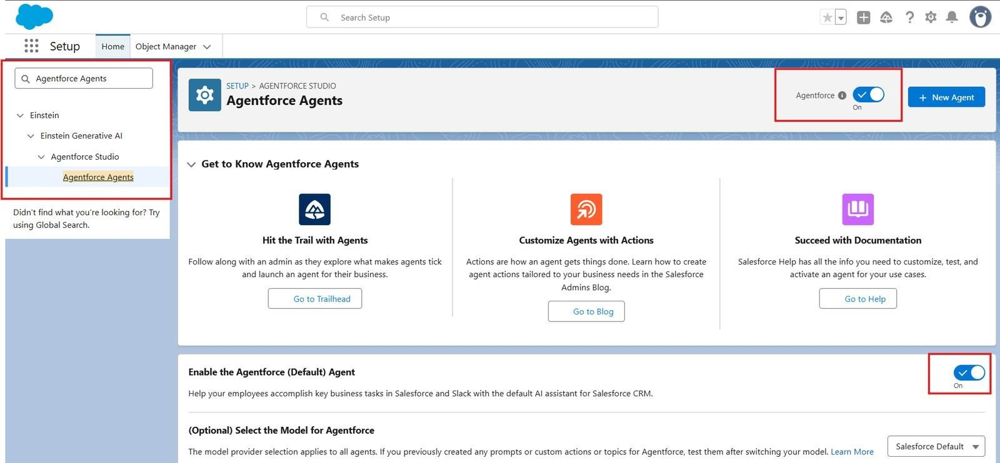 Search Setup
Setup
Home
Object Manager
Agentforce Agents
Einstein
Einstein Generative AI
Agentforce Studio
Agentforce Agents
Didn't find what you're looking for? Try
using Global Search.
SETUP > AGENTFORCE STUDIO
Agentforce Agents
Agentforce
On
+ New Agent
Get to Know Agentforce Agents
Hit the Trail with Agents
Follow along with an admin as they explore what makes agents tick
and launch an agent for their business.
Go to Trailhead
Customize Agents with Actions
Actions are how an agent gets things done. Learn how to create
agent actions tailored to your business needs in the Salesforce
Admins Blog.
Go to Blog
Succeed with Documentation
Salesforce Help has all the info you need to customize, test, and
activate an agent for your use cases.
Go to Help
Enable the Agentforce (Default) Agent
On
Help your employees accomplish key business tasks in Salesforce and Slack with the default AI assistant for Salesforce CRM.
(Optional) Select the Model for Agentforce
The model provider selection applies to all agents. If you previously created any prompts or custom actions or topics for Agentforce, test them after switching your model. Learn More
Salesforce Default